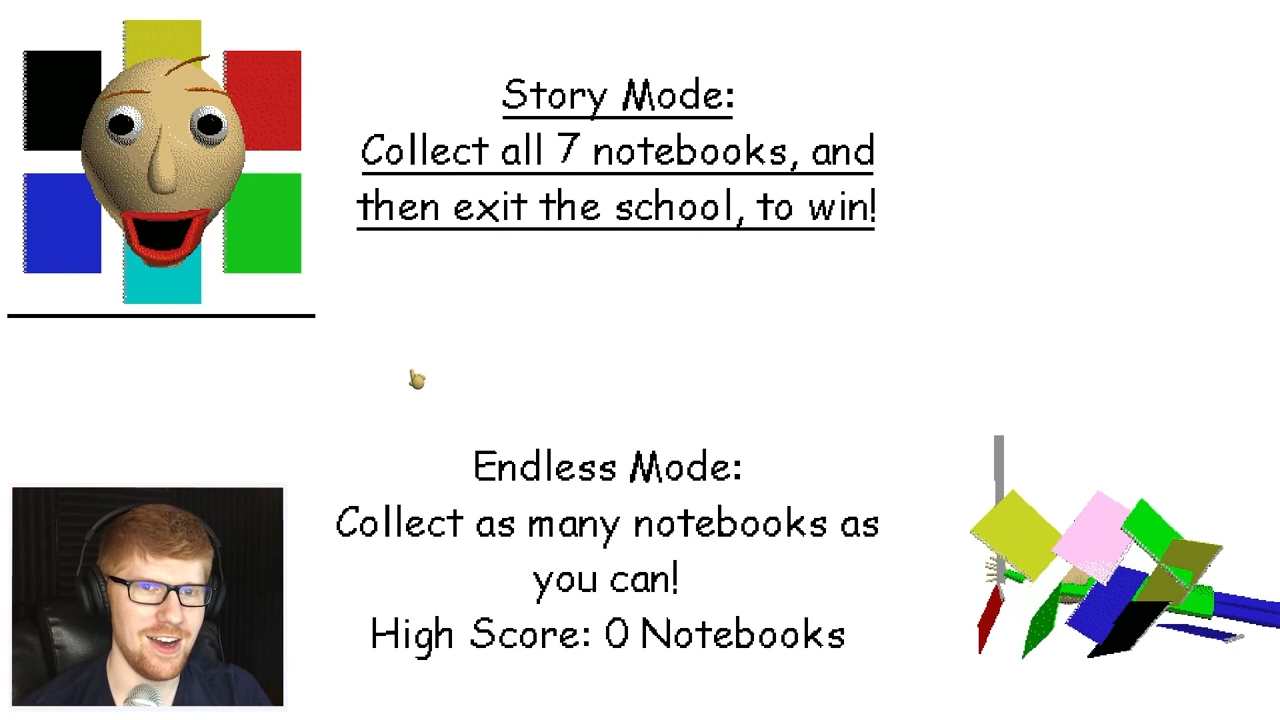 Story Mode:
Collect all 7 notebooks, and
then exit the school, to win!
Endless Mode:
Collect as many notebooks as
you can!
High Score: 0 Notebooks